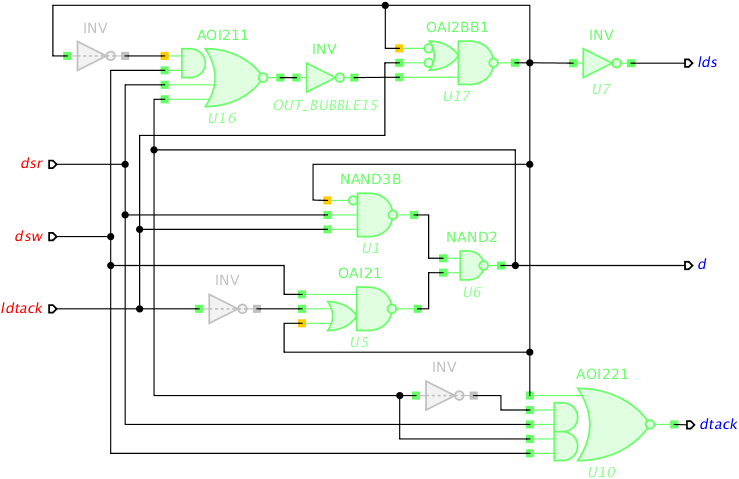 INV
AOI211
U16
INV
OUT_BUBBLE15
OAI2BB1
U17
INV
U7
lds
dsr
dsw
ldtack
NAND3B
U1
NAND2
U6
d
INV
OAI21
U5
INV
AOI221
U10
dtack